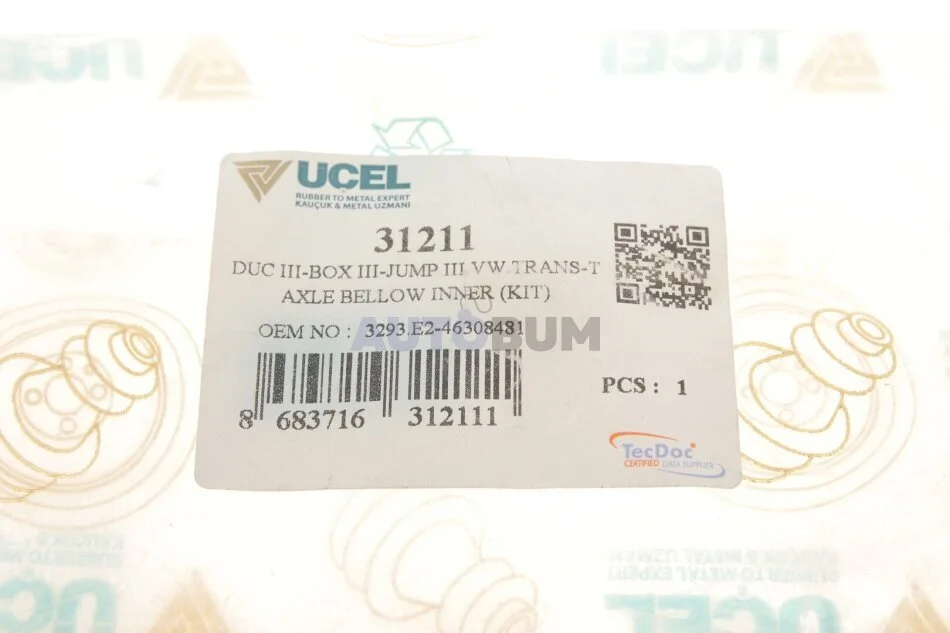 UCEL
UCEL
UCEL
RUBBER TO METAL EXPERT
KAUÇUK & METAL UZMANI
31211
DUC III-BOX III-JUMP III VW.TRANS-T
AXLE BELLOW INNER (KIT)
OEM NO : 3293.E2-46308481
AUTOBUM
8 683716 312111
PCS : 1
TecDoc
CERTIFIED DATA SUPPLIER